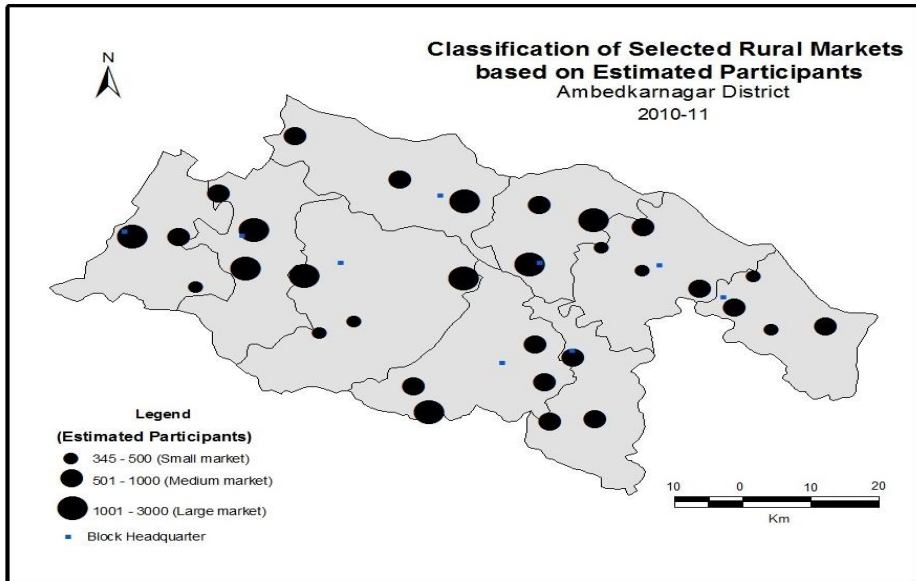 Classification of Selected Rural Markets
based on Estimated Participants
Ambedkarnagar District
2010-11
N
Legend
(Estimated Participants)
345 - 500 (Small market)
501 - 1000 (Medium market)
1001 - 3000 (Large market)
Block Headquarter
10 0 10 20
Km